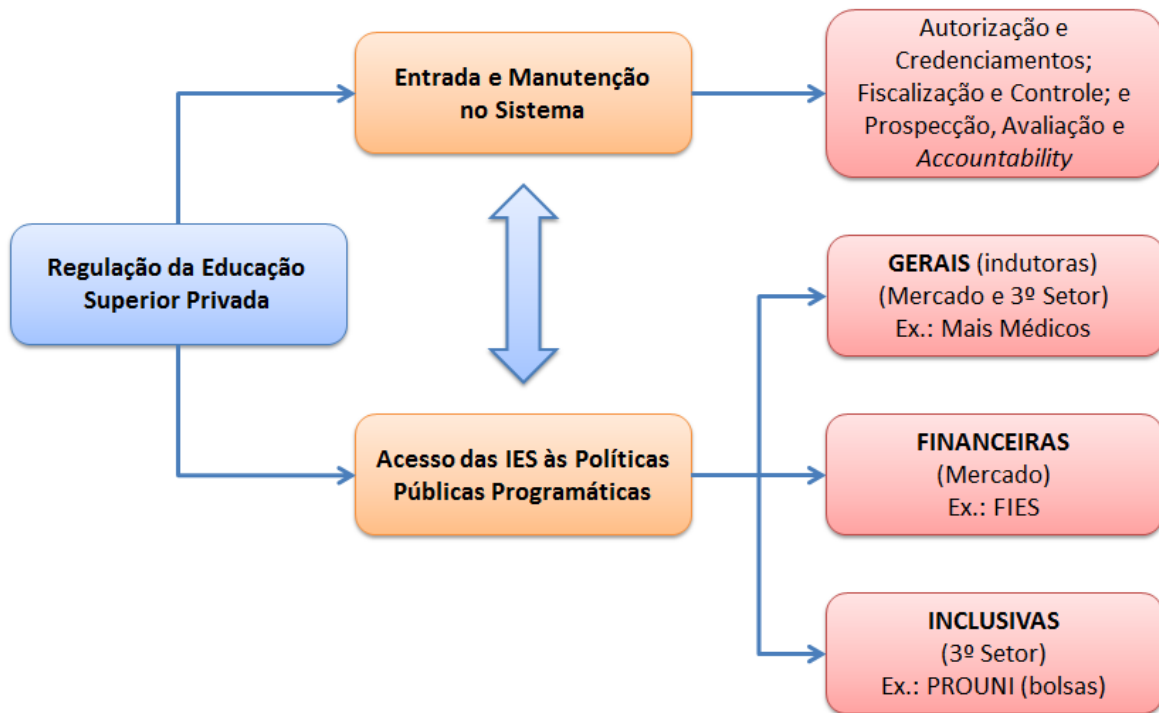 Regulação da Educação
Superior Privada
Entrada e Manutenção
no Sistema
Autorização e
Credenciamentos;
Fiscalização e Controle; e
Prospecção, Avaliação e
Accountability
Acesso das IES às Políticas
Públicas Programáticas
GERAIS (indutoras)
(Mercado e 3º Setor)
Ex.: Mais Médicos
FINANCEIRAS
(Mercado)
Ex.: FIES
INCLUSIVAS
(3º Setor)
Ex.: PROUNI (bolsas)